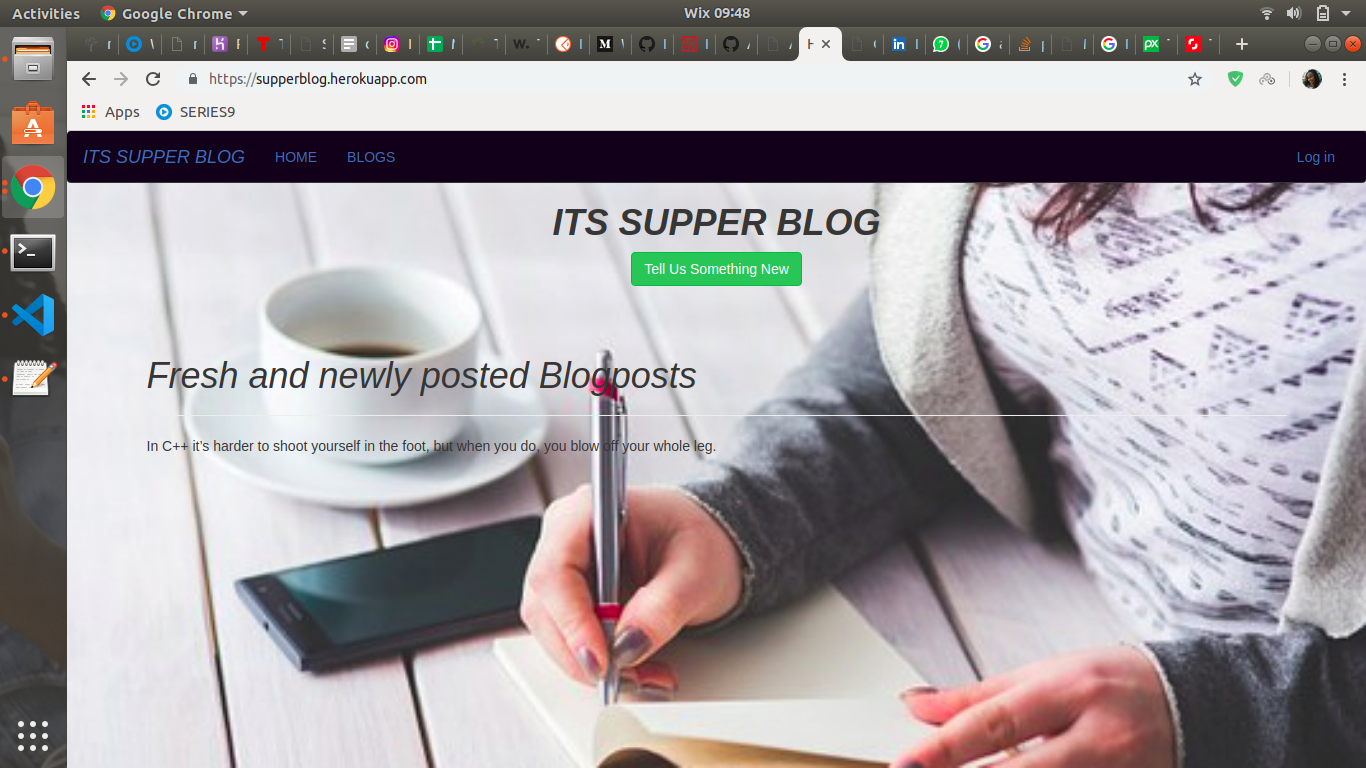 Activities Google Chrome Wix 09:48
https://supperblog.herokuapp.com
Apps SERIES9
ITS SUPPER BLOG HOME BLOGS Log in
ITS SUPPER BLOG
Tell Us Something New
Fresh and newly posted Blogposts
In C++ it's harder to shoot yourself in the foot, but when you do, you blow off your whole leg.